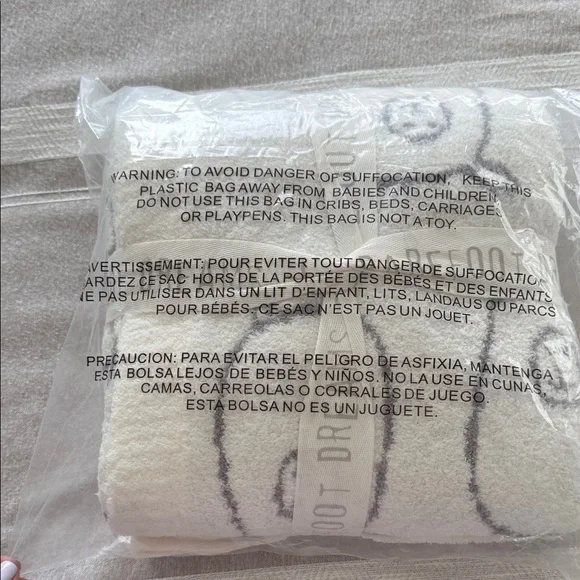 WARNING: TO AVOID DANGER OF SUFFOCATION, KEEP THIS
PLASTIC BAG AWAY FROM BABIES AND CHILDREN
DO NOT USE THIS BAG IN CRIBS, BEDS, CARRIAGES
OR PLAYPENS. THIS BAG IS NOT A TOY.
AVERTISSEMENT: POUR EVITER TOUT DANGER DE SUFFOCATION
GARDEZ CE SAC HORS DE LA PORTÉE DES BÉBÉS ET DES ENFANTS
NE PAS UTILISER DANS UN LIT D'ENFANT, LITS, LANDAUS OU PARCS
POUR BÉBÉS, CE SAC N'EST PAS UN JOUET.
PRECAUCION: PARA EVITAR EL PELIGRO DE ASFIXIA, MANTENGA
ESTA BOLSA LEJOS DE BEBÉS Y NIÑOS. NO LA USE EN CUNAS,
CAMAS, CARREOLAS O CORRALES DE JUEGO.
ESTA BOLSA NO ES UN JUGUETE.
REFOOT
OOT DRE